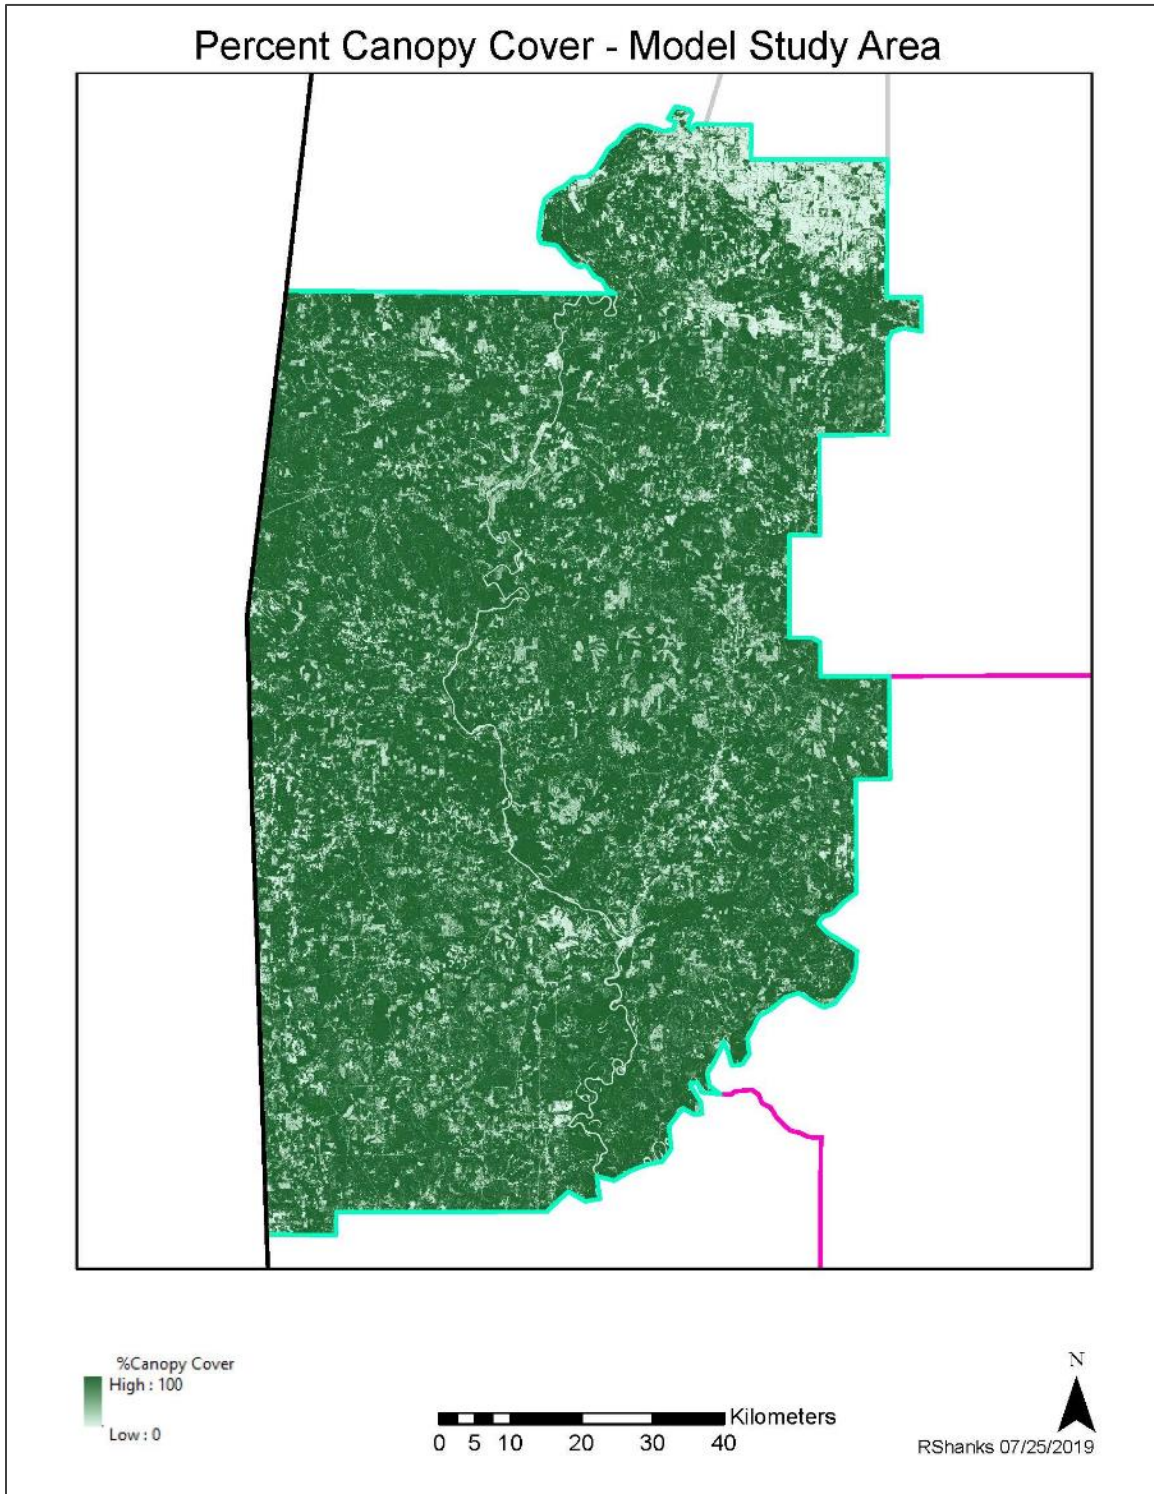 Percent Canopy Cover - Model Study Area
%Canopy Cover
High : 100
Low : 0
Kilometers
0 5 10 20 30 40
N
RShanks 07/25/2019